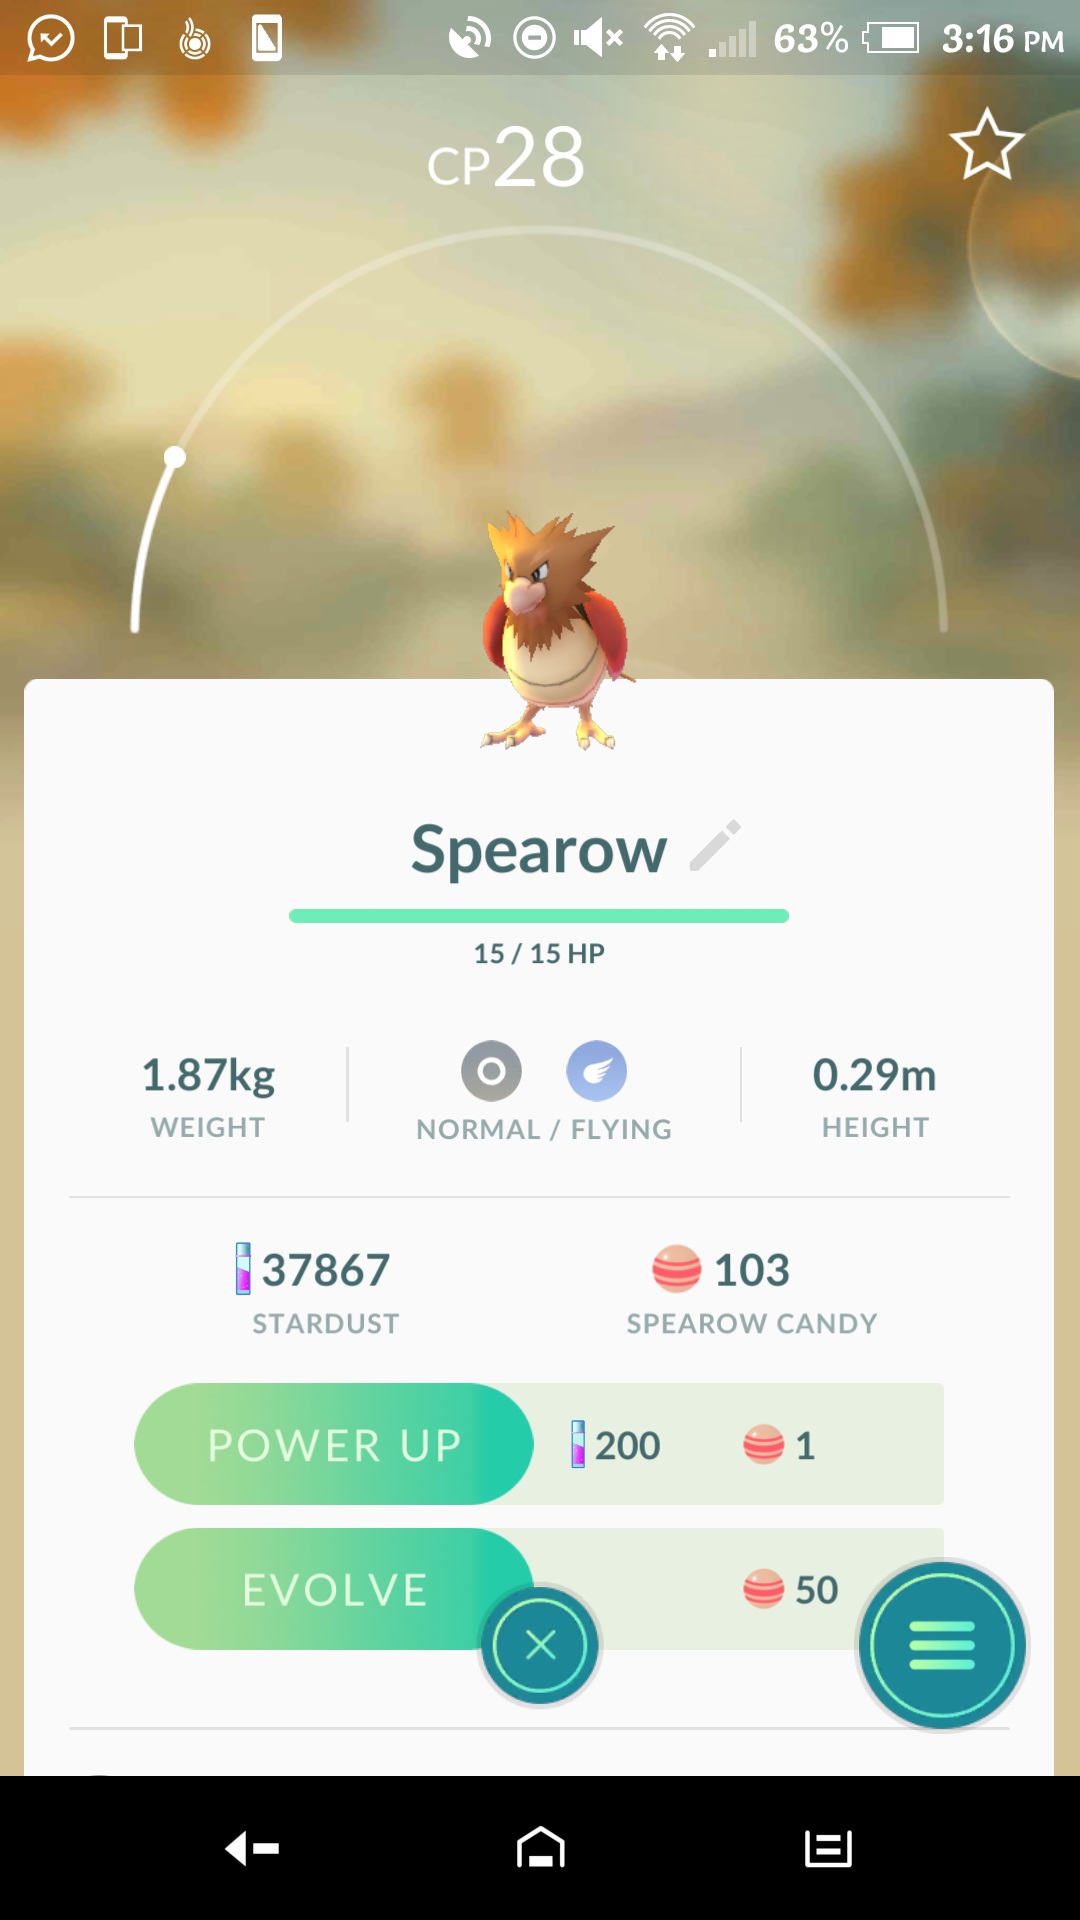 63% 3:16 PM
CP28
Spearow
15 / 15 HP
1.87kg NORMAL / FLYING 0.29m
WEIGHT HEIGHT
37867 103
STARDUST SPEAROW CANDY
POWER UP 200 1
EVOLVE 50